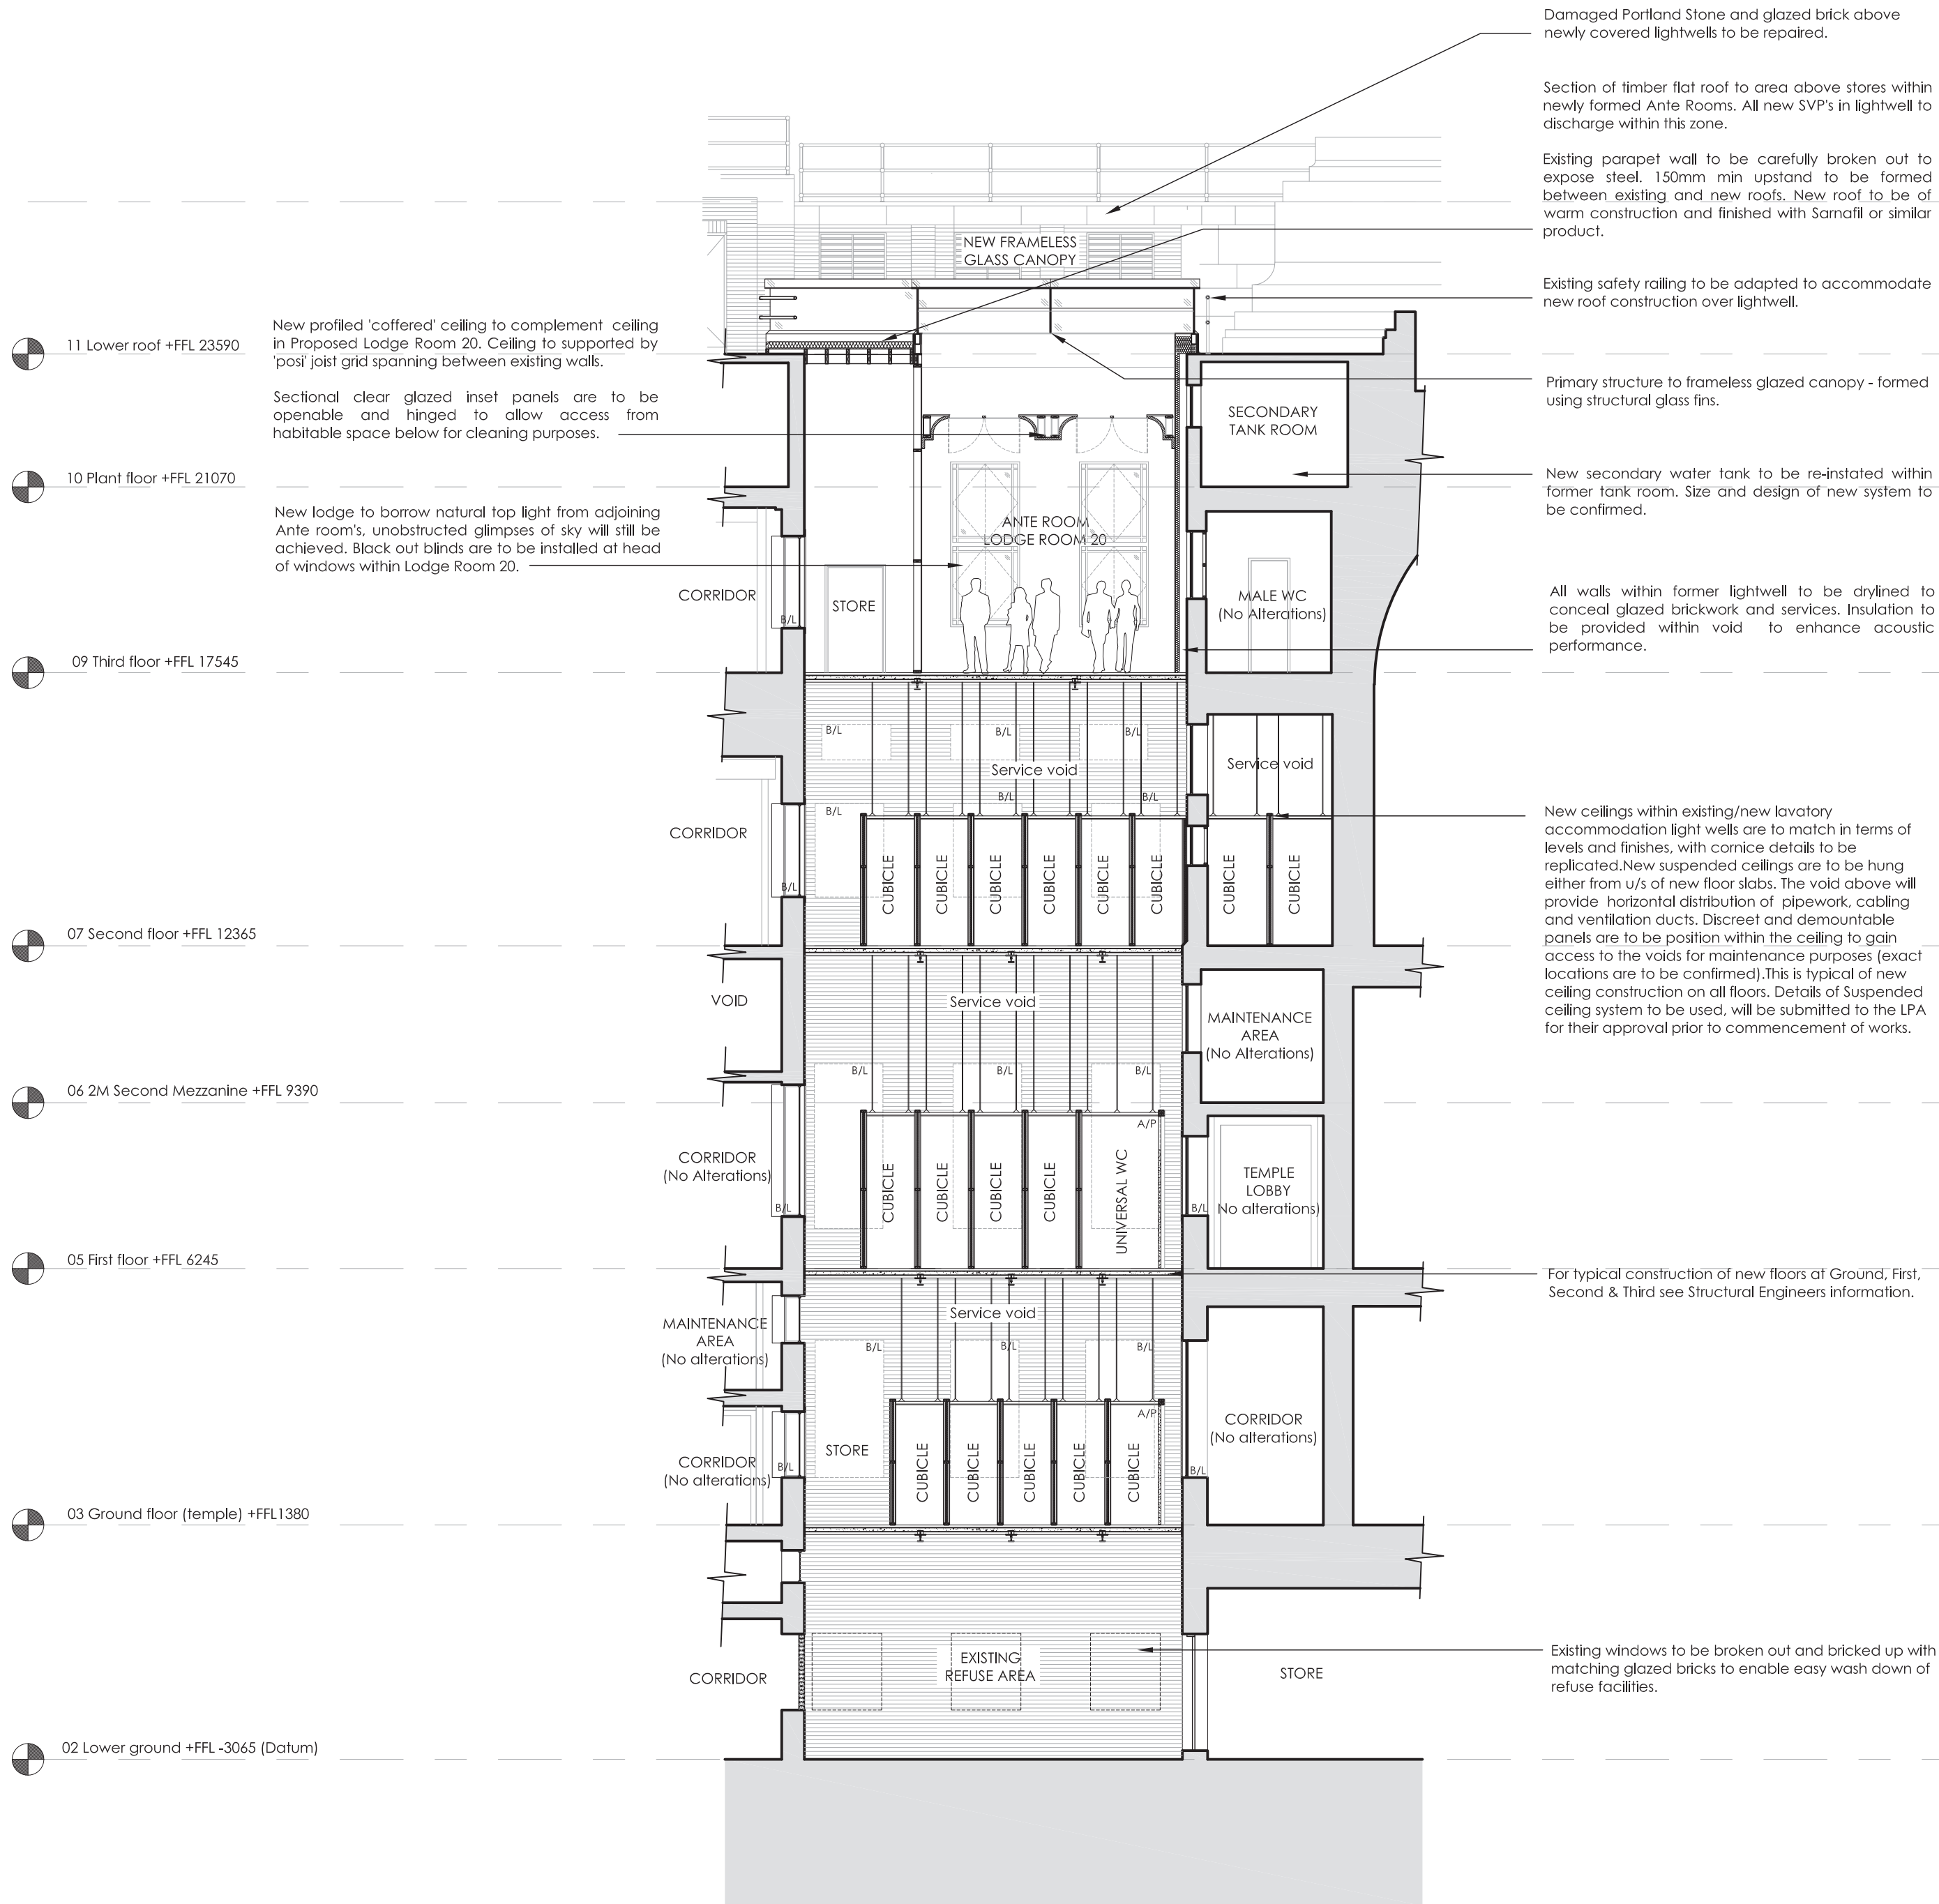 Damaged Portland Stone and glazed brick above
newly covered lightwells to be repaired.
Section of timber flat roof to area above stores within
newly formed Ante Rooms. All new SVP's in lightwell to
discharge within this zone.
Existing parapet wall to be carefully broken out to
expose steel. 150mm min upstand to be formed
between existing and new roofs. New roof to be of
warm construction and finished with Sarnafil or similar
product.
NEW FRAMELESS
GLASS CANOPY
Existing safety railing to be adapted to accommodate
new roof construction over lightwell.
11 Lower roof +FFL 23590
New profiled 'coffered' ceiling to complement ceiling
in Proposed Lodge Room 20. Ceiling to supported by
'posi' joist grid spanning between existing walls.
Sectional clear glazed inset panels are to be
openable and hinged to allow access from
habitable space below for cleaning purposes.
Primary structure to frameless glazed canopy - formed
using structural glass fins.
SECONDARY
TANK ROOM
10 Plant floor +FFL 21070
New secondary water tank to be re-instated within
former tank room. Size and design of new system to
be confirmed.
New lodge to borrow natural top light from adjoining
Ante room's, unobstructed glimpses of sky will still be
achieved. Black out blinds are to be installed at head
of windows within Lodge Room 20.
ANTE ROOM
LODGE ROOM 20
CORRIDOR
B/L
STORE
MALE WC
(No Alterations)
All walls within former lightwell to be drylined to
conceal glazed brickwork and services. Insulation to
be provided within void to enhance acoustic
performance.
09 Third floor +FFL 17545
B/L
B/L
B/L
Service void
Service void
B/L
B/L
B/L
CORRIDOR
B/L
CUBICLE
CUBICLE
CUBICLE
CUBICLE
CUBICLE
CUBICLE
CUBICLE
CUBICLE
New ceilings within existing/new lavatory
accommodation light wells are to match in terms of
levels and finishes, with cornice details to be
replicated.New suspended ceilings are to be hung
either from u/s of new floor slabs. The void above will
provide horizontal distribution of pipework, cabling
and ventilation ducts. Discreet and demountable
panels are to be position within the ceiling to gain
access to the voids for maintenance purposes (exact
locations are to be confirmed).This is typical of new
ceiling construction on all floors. Details of Suspended
ceiling system to be used, will be submitted to the LPA
for their approval prior to commencement of works.
07 Second floor +FFL 12365
VOID
Service void
MAINTENANCE
AREA
(No Alterations)
B/L
B/L
B/L
06 2M Second Mezzanine +FFL 9390
A/P
CORRIDOR
(No Alterations)
B/L
CUBICLE
CUBICLE
CUBICLE
CUBICLE
UNIVERSAL WC
B/L
TEMPLE
LOBBY
(No alterations)
05 First floor +FFL 6245
For typical construction of new floors at Ground, First,
Second & Third see Structural Engineers information.
Service void
MAINTENANCE
AREA
(No alterations)
B/L
B/L
B/L
A/P
STORE
CORRIDOR
(No alterations)
B/L
CUBICLE
CUBICLE
CUBICLE
CUBICLE
CUBICLE
CORRIDOR
(No alterations)
B/L
03 Ground floor (temple) +FFL1380
CORRIDOR
EXISTING
REFUSE AREA
STORE
Existing windows to be broken out and bricked up with
matching glazed bricks to enable easy wash down of
refuse facilities.
02 Lower ground +FFL -3065 (Datum)